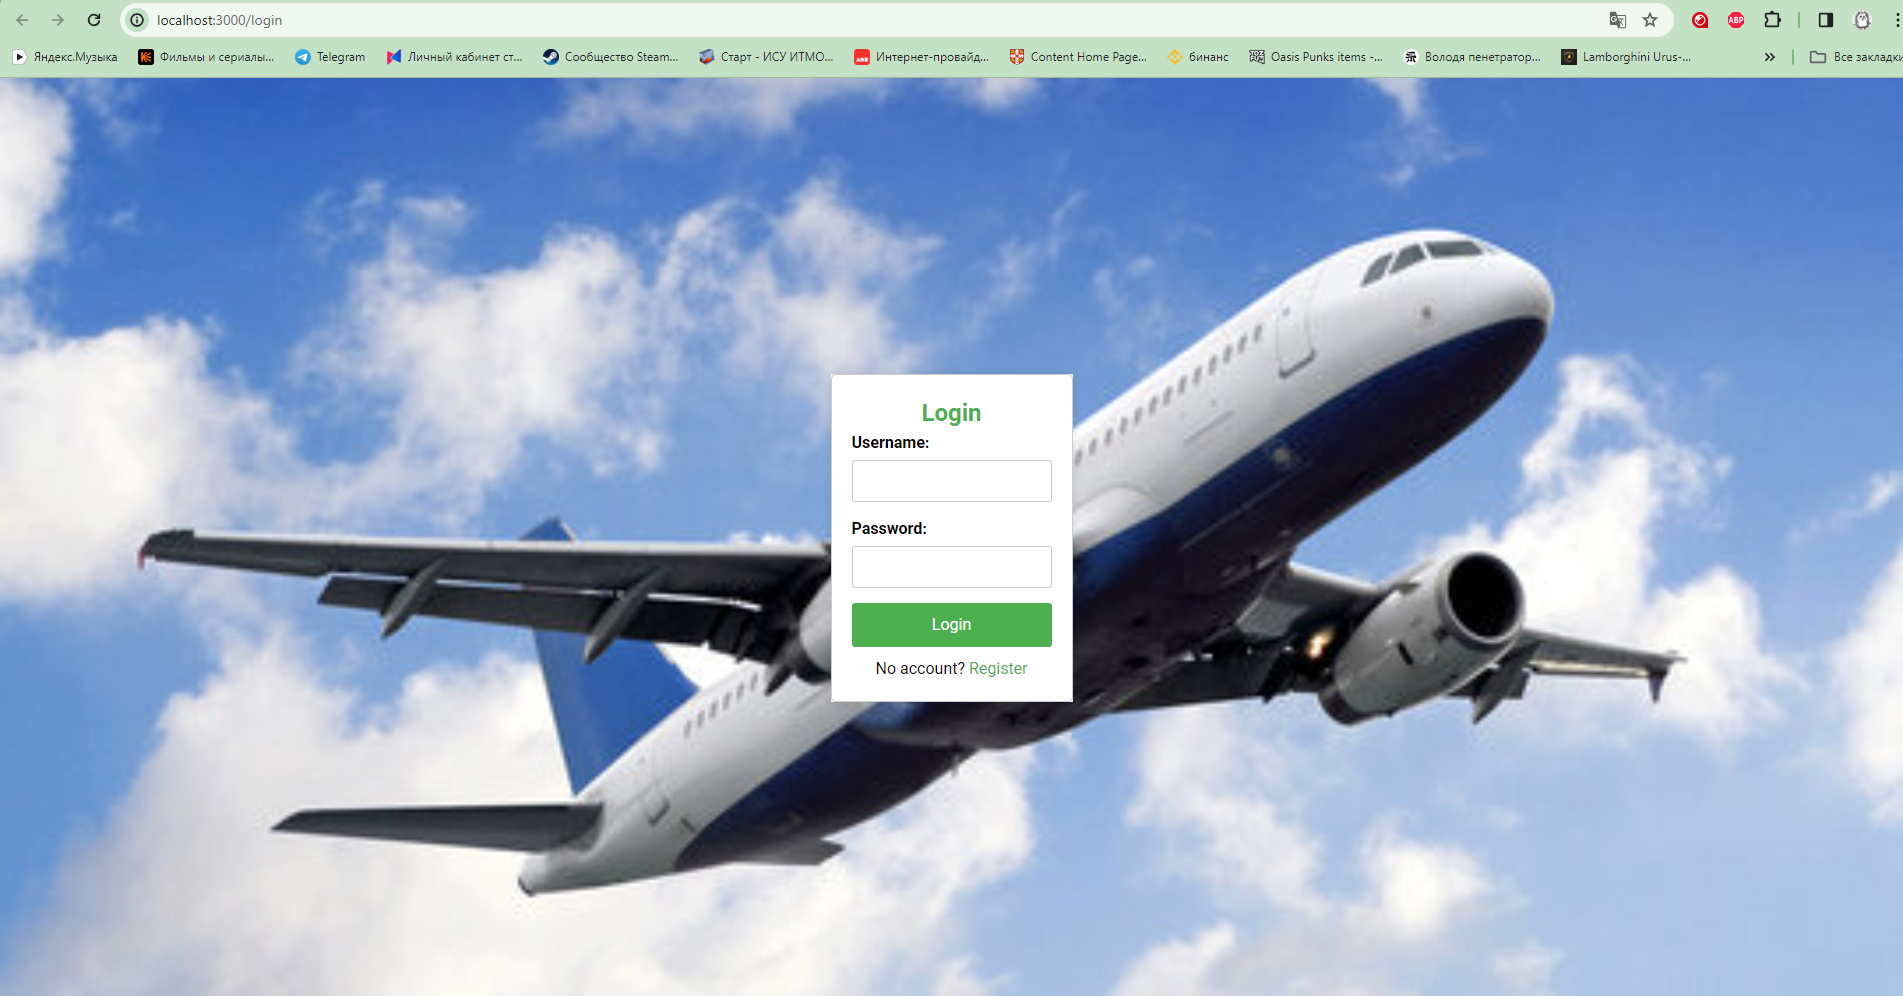 localhost:3000/login
Яндекс.Музыка Фильмы и сериалы... Telegram Личный кабинет ст... Сообщество Steam... Старт - ИСУ ИТМО... Интернет-провайд... Content Home Page... бинанс Oasis Punks items -... Володя пенетратор... Lamborghini Urus-... » Все закладки
ABP
Login
Username:
Password:
Login
No account? Register